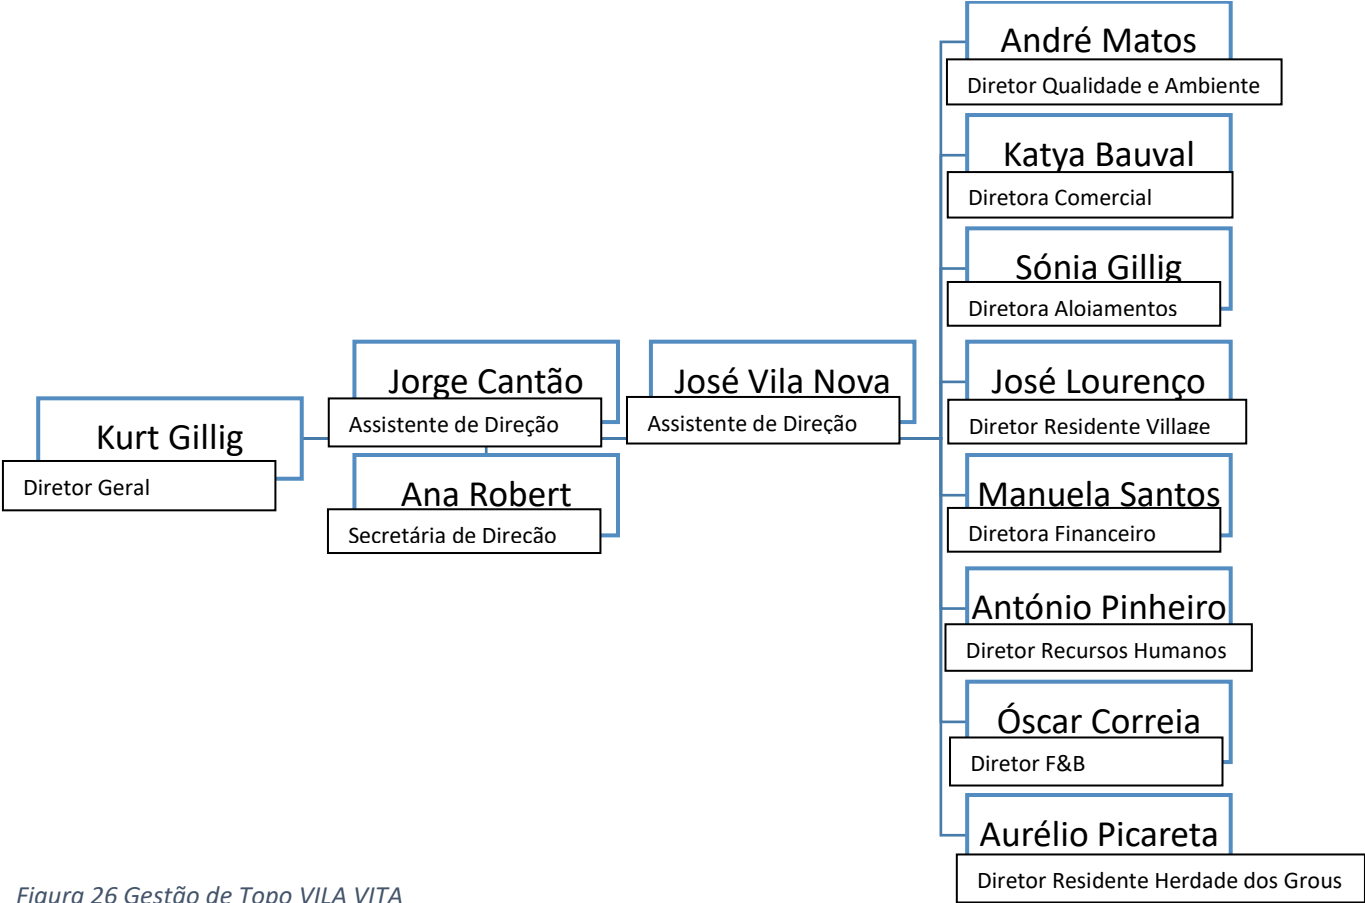 André Matos
Diretor Qualidade e Ambiente
Katya Bauval
Diretora Comercial
Sónia Gillig
Diretora Alojamentos
Jorge Cantão
Assistente de Direção
José Vila Nova
Assistente de Direção
José Lourenço
Diretor Residente Village
Kurt Gillig
Diretor Geral
Ana Robert
Secretária de Direção
Manuela Santos
Diretora Financeiro
António Pinheiro
Diretor Recursos Humanos
Óscar Correia
Diretor F&B
Aurélio Picareta
Diretor Residente Herdade dos Grous
Figura 26 Gestão de Topo VILA VITA